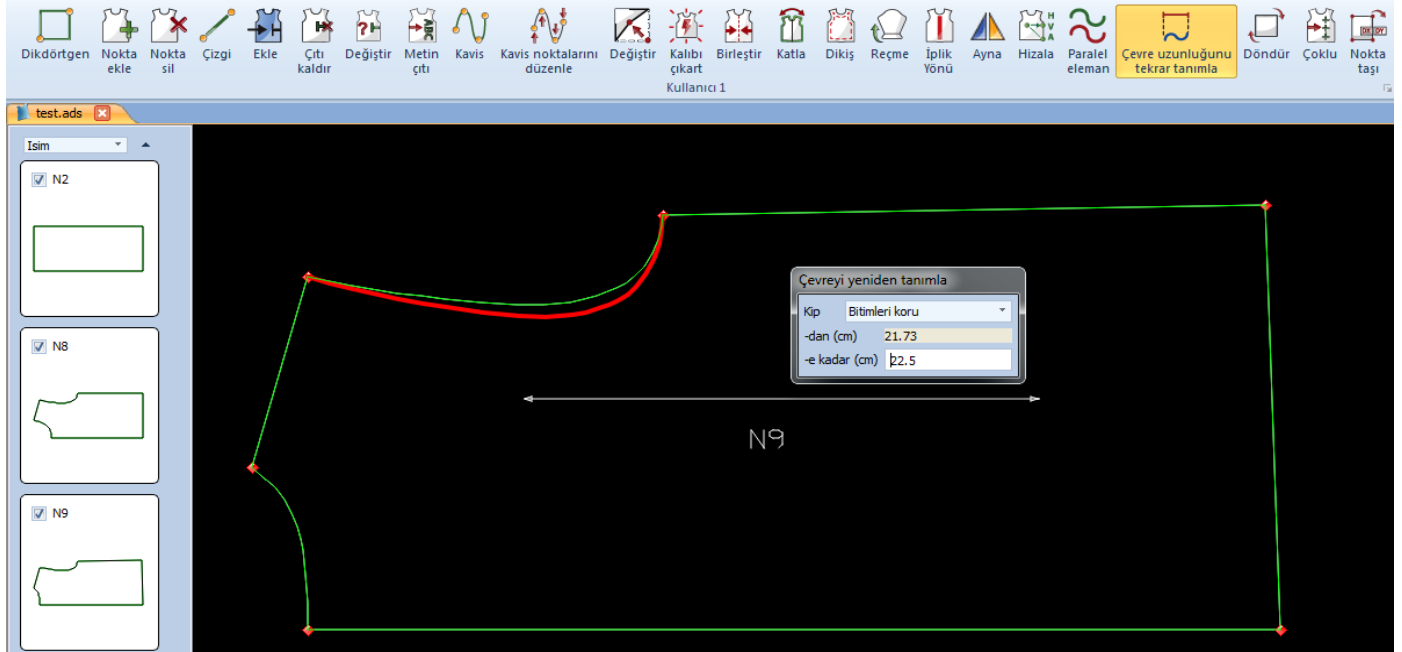 Dikdörtgen
Nokta ekle
Nokta sil
Çizgi
Ekle
Çıtı kaldır
Değiştir
Metin çıtı
Kavis
Kavis noktalarını düzenle
Değiştir
Kalıbı çıkart
Birleştir
Katla
Dikiş
Reçme
İplik Yönü
Ayna
Hizala
Paralel eleman
Çevre uzunluğunu tekrar tanımla
Döndür
Çoklu
Nokta taşı
Kullanıcı 1
test.ads
Isim
N2
N8
N9
Çevreyi yeniden tanımla
Kip Bitimleri koru
-dan (cm) 21.73
-e kadar (cm) 22.5
N9